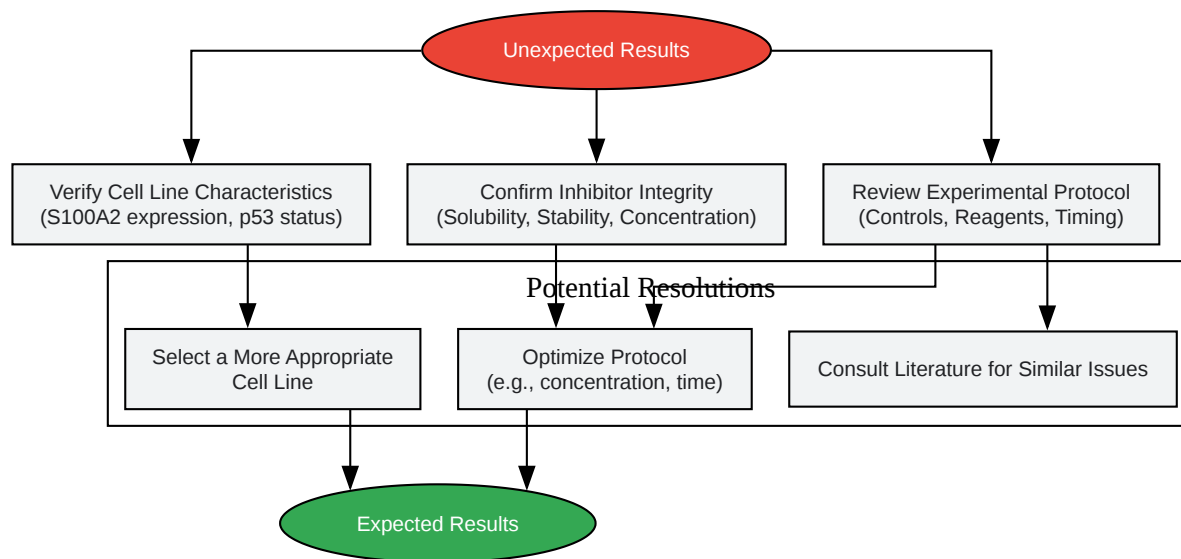 Unexpected Results
Verify Cell Line Characteristics
(S100A2 expression, p53 status)
Confirm Inhibitor Integrity
(Solubility, Stability, Concentration)
Review Experimental Protocol
(Controls, Reagents, Timing)
Potential Resolutions
Select a More Appropriate
Cell Line
Optimize Protocol
(e.g., concentration, time)
Consult Literature for Similar Issues
Expected Results